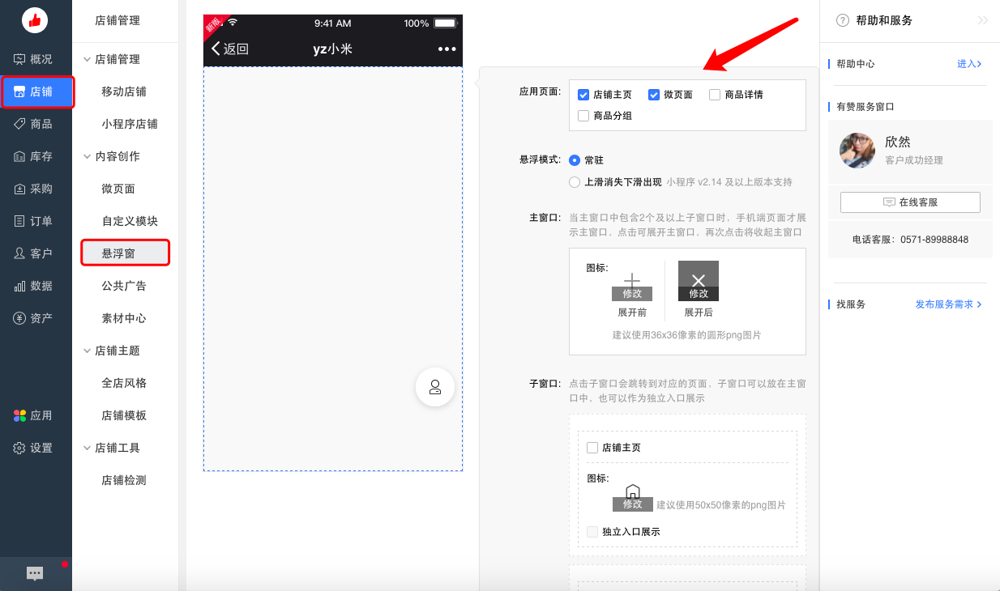 概况
店铺
商品
库存
采购
订单
客户
数据
资产
应用
设置
店铺管理
店铺管理
移动店铺
小程序店铺
内容创作
微页面
自定义模块
悬浮窗
公共广告
素材中心
店铺主题
全店风格
店铺模板
店铺工具
店铺检测
新版
9:41 AM
100%
返回
yz小米
应用页面:
店铺主页
微页面
商品详情
商品分组
悬浮模式:
常驻
上滑消失下滑出现 小程序 v2.14 及以上版本支持
主窗口:
当主窗口中包含2个及以上子窗口时，手机端页面才展
示主窗口，点击可展开主窗口，再次点击将收起主窗口
图标:
修改
展开前
修改
展开后
建议使用36x36像素的圆形png图片
子窗口:
点击子窗口会跳转到对应的页面，子窗口可以放在主窗
口中，也可以作为独立入口展示
店铺主页
图标:
修改
建议使用50x50像素的png图片
独立入口展示
帮助和服务
帮助中心
进入
有赞服务窗口
欣然
客户成功经理
在线客服
电话客服：0571-89988848
找服务
发布服务需求